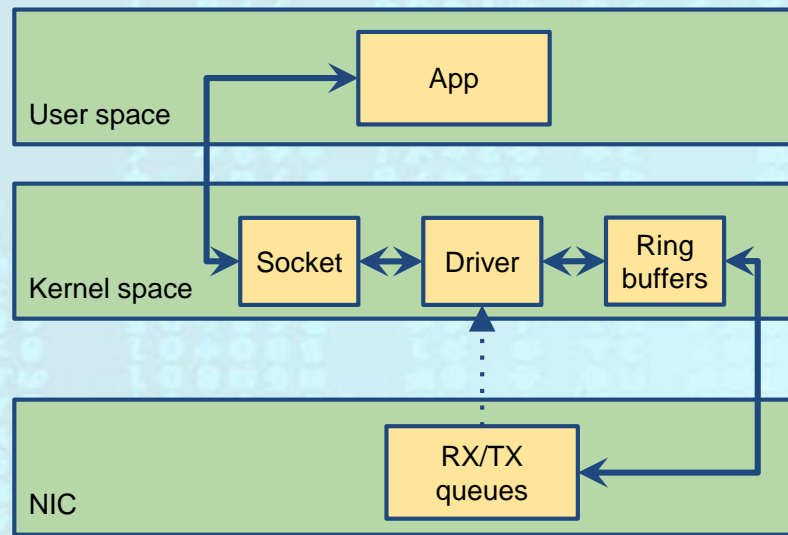 App
User space
Socket
Driver
Ring
buffers
Kernel space
RX/TX
queues
NIC